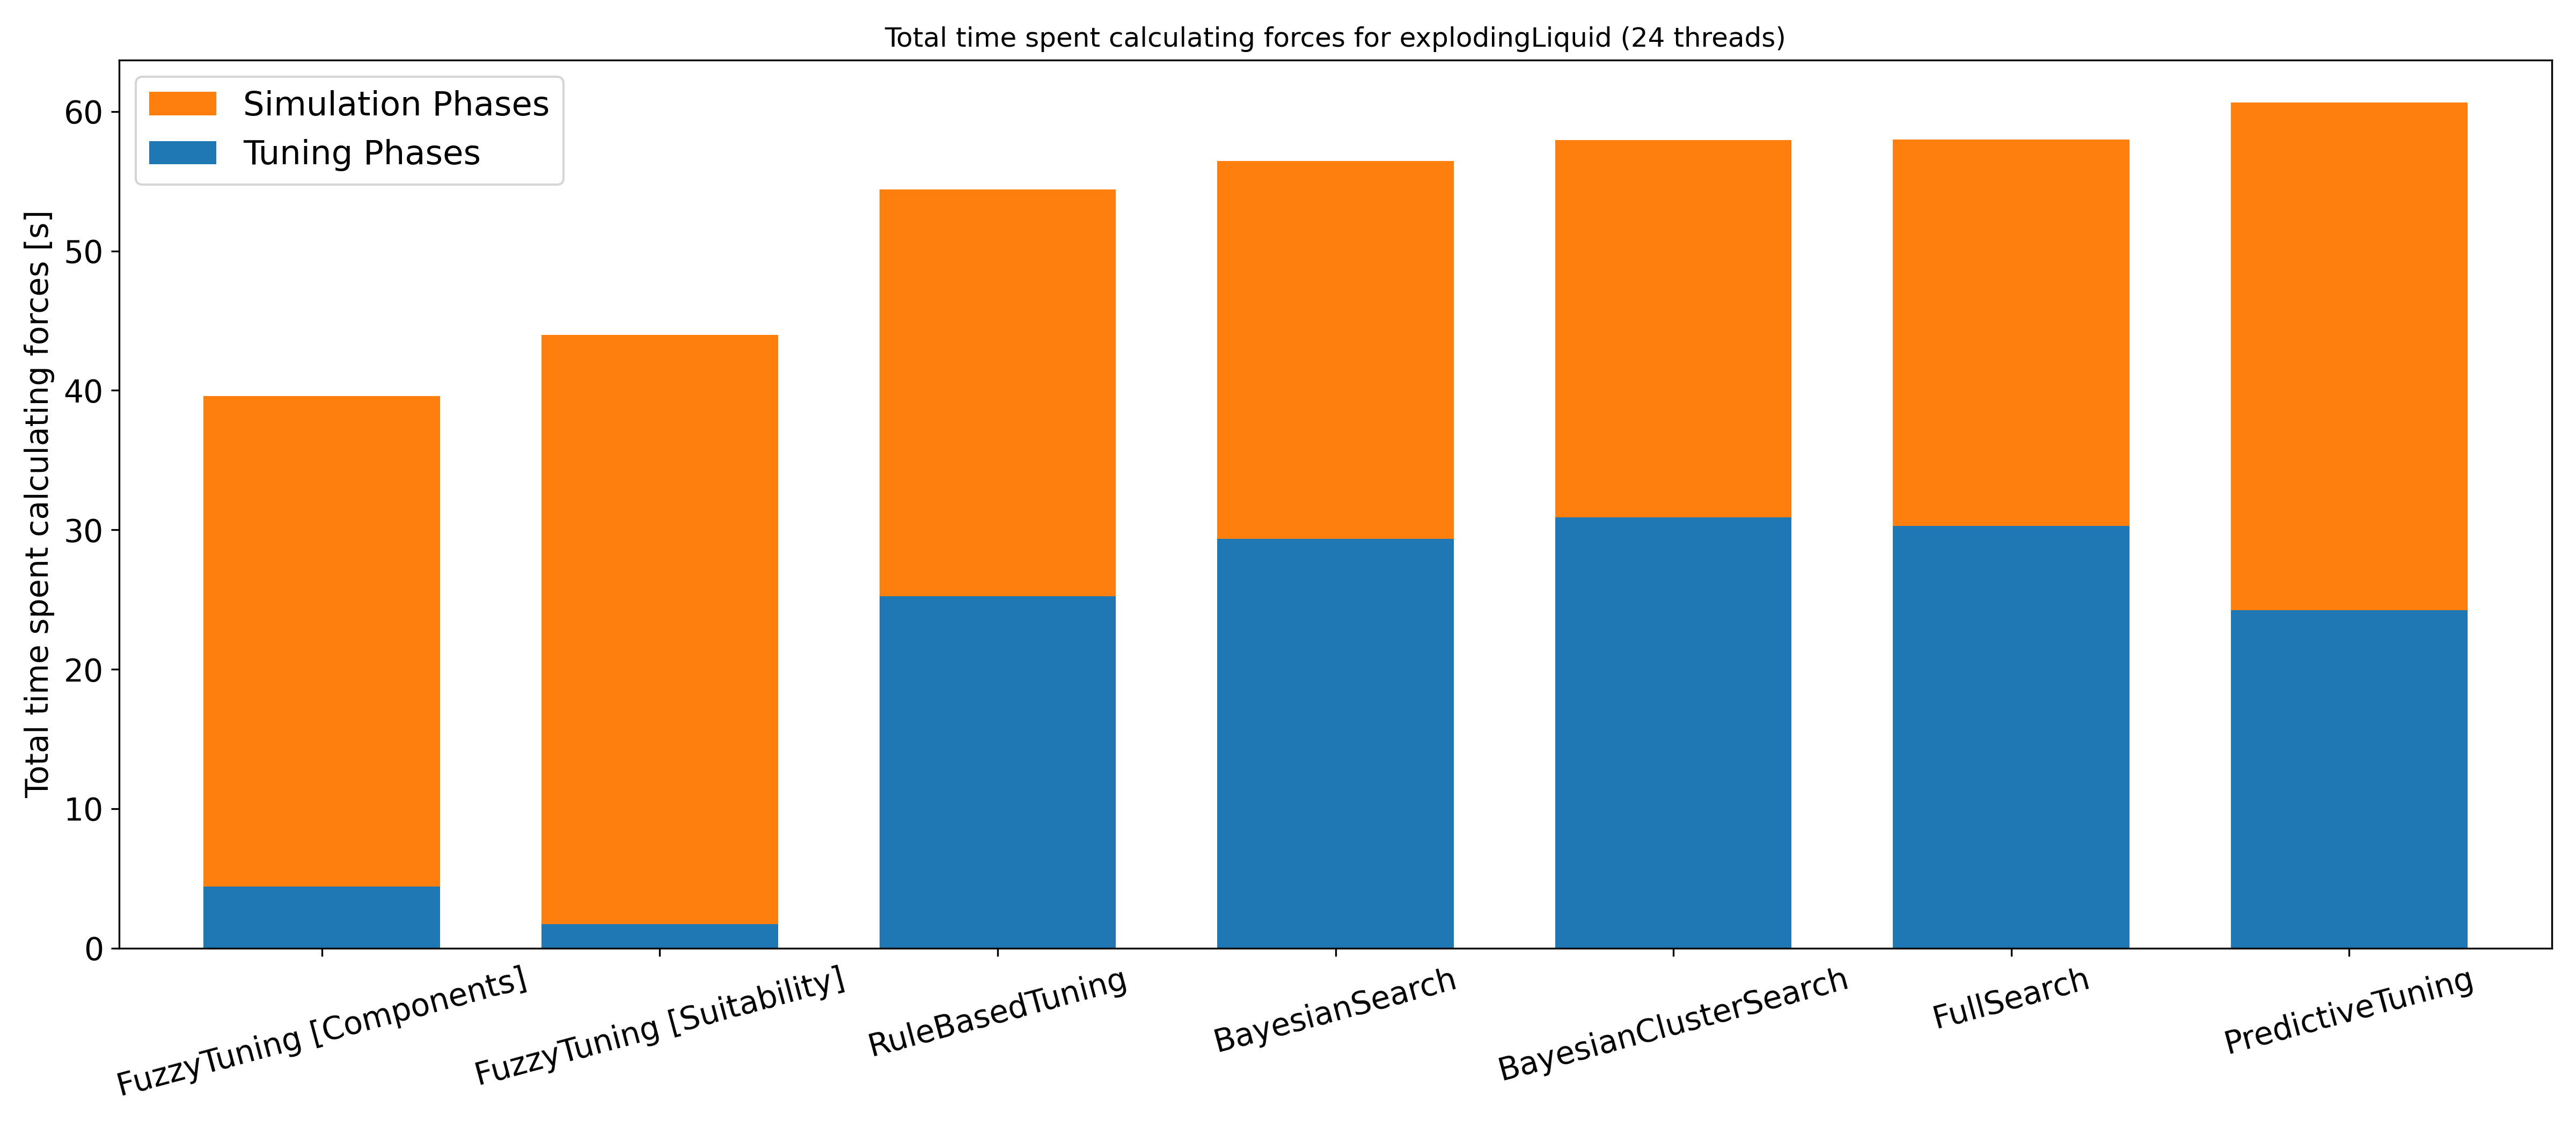 Total time spent calculating forces for explodingLiquid (24 threads)
Simulation Phases
Tuning Phases
Total time spent calculating forces [s]
60
50
40
30
20
10
0
FuzzyTuning [Components]
FuzzyTuning [Suitability]
RuleBasedTuning
BayesianSearch
BayesianClusterSearch
FullSearch
PredictiveTuning